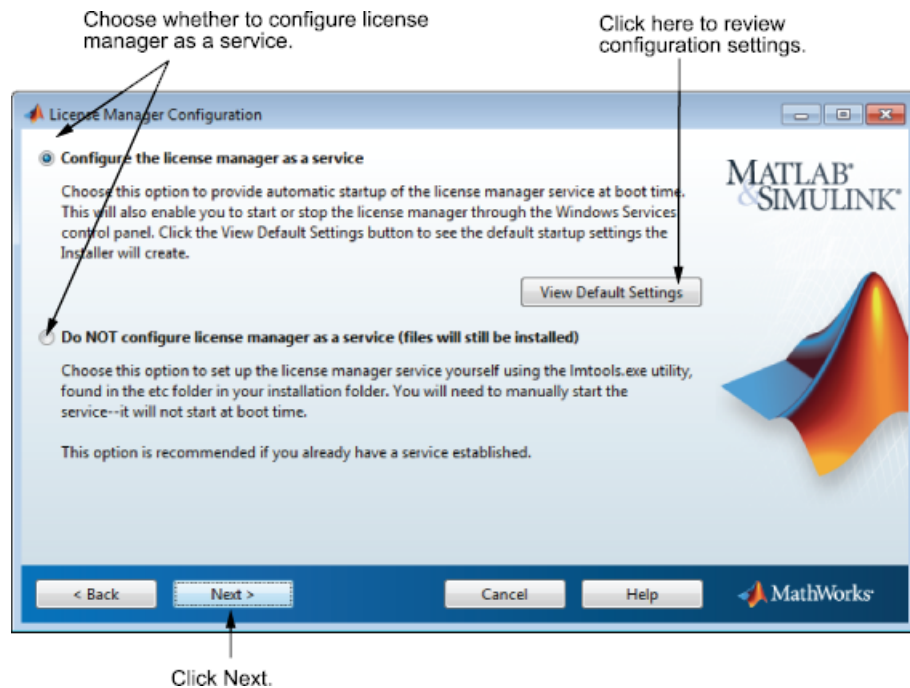 Choose whether to configure license
manager as a service.
Click here to review
configuration settings.
License Manager Configuration
Configure the license manager as a service
Choose this option to provide automatic startup of the license manager service at boot time.
This will also enable you to start or stop the license manager through the Windows Services
control panel. Click the View Default Settings button to see the default startup settings the
Installer will create.
MATLAB®
&SIMULINK®
View Default Settings
Do NOT configure license manager as a service (files will still be installed)
Choose this option to set up the license manager service yourself using the lmtools.exe utility,
found in the etc folder in your installation folder. You will need to manually start the
service--it will not start at boot time.
This option is recommended if you already have a service established.
< Back
Next >
Cancel
Help
MathWorks®
Click Next.